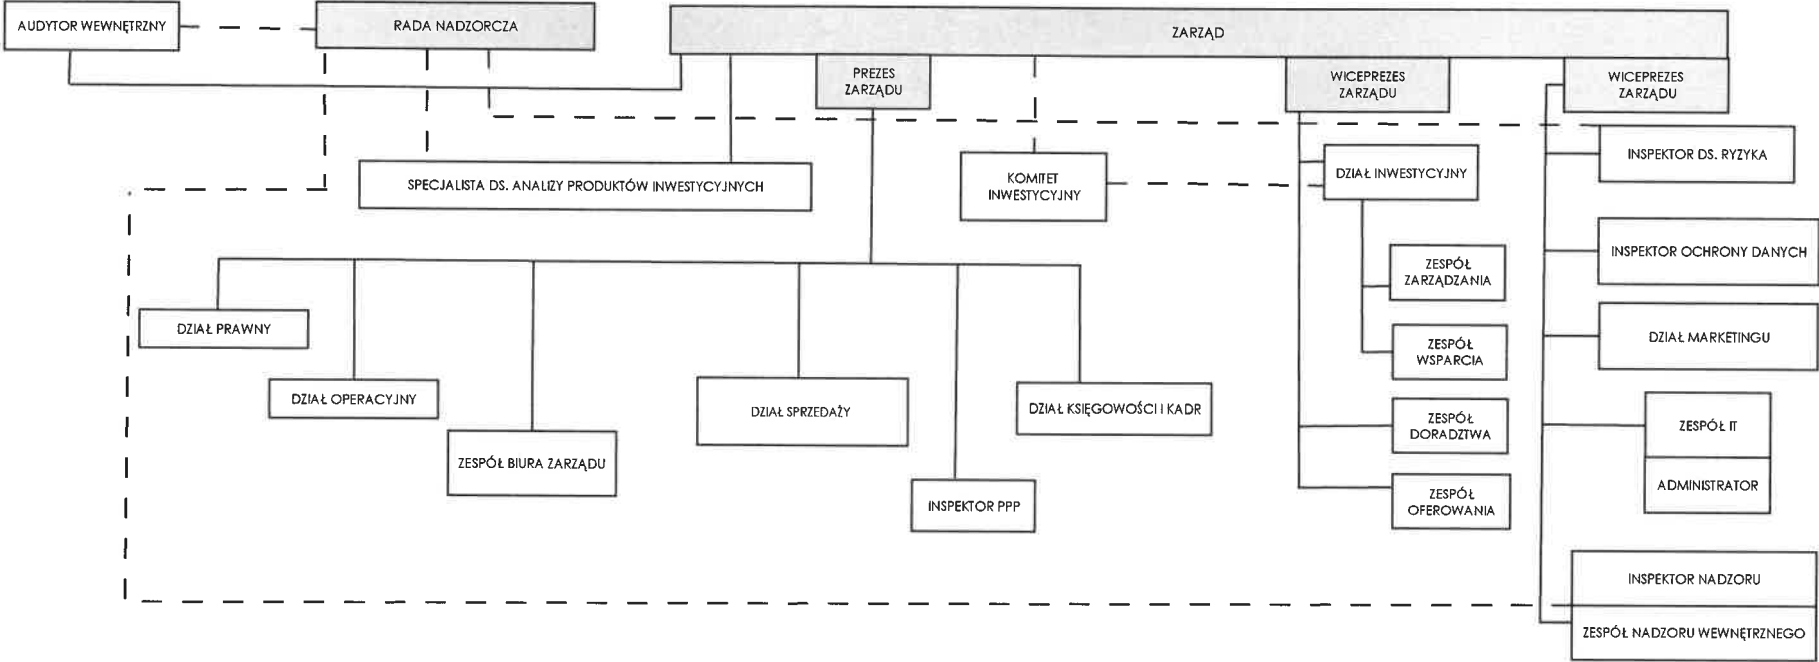 AUDYTOR WEWNĘTRZNY
RADA NADZORCZA
ZARZĄD
PREZES
ZARZĄDU
WICEPREZES
ZARZĄDU
WICEPREZES
ZARZĄDU
SPECJALISTA DS. ANALIZY PRODUKTÓW INWESTYCYJNYCH
KOMITET
INWESTYCYJNY
DZIAŁ INWESTYCYJNY
INSPEKTOR DS. RYZYKA
ZESPÓŁ
ZARZĄDZANIA
INSPEKTOR OCHRONY DANYCH
DZIAŁ PRAWNY
ZESPÓŁ
WSPARCIA
DZIAŁ MARKETINGU
DZIAŁ OPERACYJNY
DZIAŁ SPRZEDAŻY
DZIAŁ KSIĘGOWOŚCI I KADR
ZESPÓŁ
DORADZTWA
ZESPÓŁ IT
ADMINISTRATOR
ZESPÓŁ BIURA ZARZĄDU
INSPEKTOR PPP
ZESPÓŁ
OFEROWANIA
INSPEKTOR NADZORU
ZESPÓŁ NADZORU WEWNĘTRZNEGO